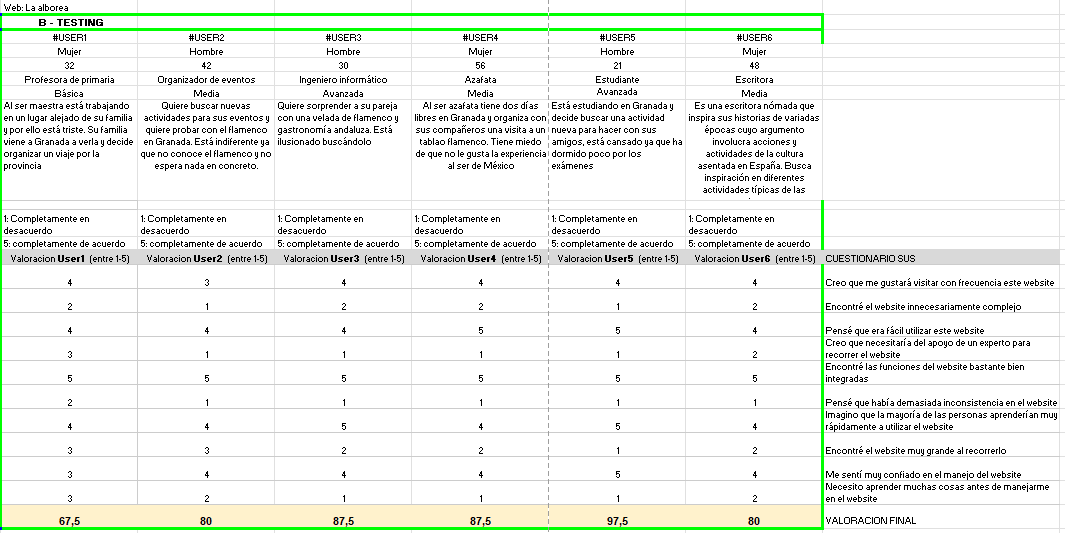 Web: La alborea
B - TESTING
#USER1 #USER2 #USER3 #USER4 #USER5 #USER6
Mujer Hombre Hombre Mujer Hombre Mujer
32 42 30 56 21 48
Profesora de primaria Organizador de eventos Ingeniero informático Azafata Estudiante Escritora
Básica Media Avanzada Media Avanzada Media
Al ser maestra está trabajando
en un lugar alejado de su familia
y por ello está triste. Su familia
viene a Granada a verla y decide
organizar un viaje por la
provincia
Quiere buscar nuevas
actividades para sus eventos y
quiere probar con el flamenco
en Granada. Está indiferente ya
que no conoce el flamenco y no
espera nada en concreto.
Quiere sorprender a su pareja
con una velada de flamenco y
gastronomía andaluza. Está
ilusionado buscándolo
Al ser azafata tiene dos días
libres en Granada y organiza con
sus compañeros una visita a un
tablao flamenco. Tiene miedo
de que no le gusta la experiencia
al ser de México
Está estudiando en Granada y
decide buscar una actividad
nueva para hacer con sus
amigos, está cansado ya que ha
dormido poco por los
exámenes
Es una escritora nómada que
inspira sus historias de variadas
épocas cuyo argumento
involucra acciones y
actividades de la cultura
asentada en España. Busca
inspiración en diferentes
actividades típicas de las
1: Completamente en 1: Completamente en 1: Completamente en 1: Completamente en 1: Completamente en 1: Completamente en
desacuerdo desacuerdo desacuerdo desacuerdo desacuerdo desacuerdo
5: completamente de acuerdo 5: completamente de acuerdo 5: completamente de acuerdo 5: completamente de acuerdo 5: completamente de acuerdo 5: completamente de acuerdo
Valoracion User1 (entre 1-5) Valoracion User2 (entre 1-5) Valoracion User3 (entre 1-5) Valoracion User4 (entre 1-5) Valoracion User5 (entre 1-5) Valoracion User6 (entre 1-5) CUESTIONARIO SUS
4 3 4 4 4 4 Creo que me gustará visitar con frecuencia este website
2 1 2 2 1 2 Encontré el website innecesariamente complejo
4 4 4 5 5 4 Pensé que era fácil utilizar este website
3 1 1 1 1 2 Creo que necesitaría del apoyo de un experto para
recorrer el website
5 5 5 5 5 5 Encontré las funciones del website bastante bien
integradas
2 1 1 1 1 1 Pensé que había demasiada inconsistencia en el website
4 4 5 4 5 4 Imagino que la mayoría de las personas aprenderían muy
rápidamente a utilizar el website
3 3 2 2 1 2 Encontré el website muy grande al recorrerlo
3 4 4 4 5 4 Me sentí muy confiado en el manejo del website
3 2 1 1 1 2 Necesito aprender muchas cosas antes de manejarme
en el website
67,5 80 87,5 87,5 97,5 80 VALORACION FINAL